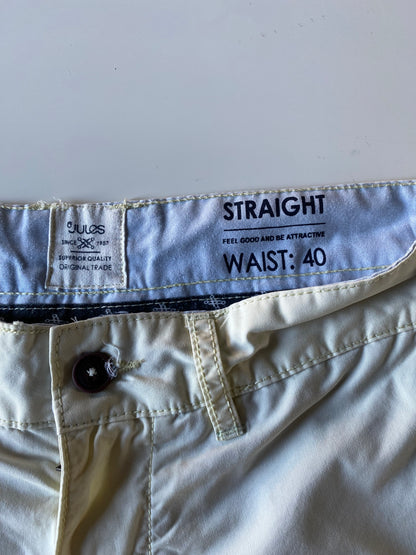 Jules
SINCE 1987
SUPERIOR QUALITY
ORIGINAL TRADE
STRAIGHT
FEEL GOOD AND BE ATTRACTIVE
WAIST: 40